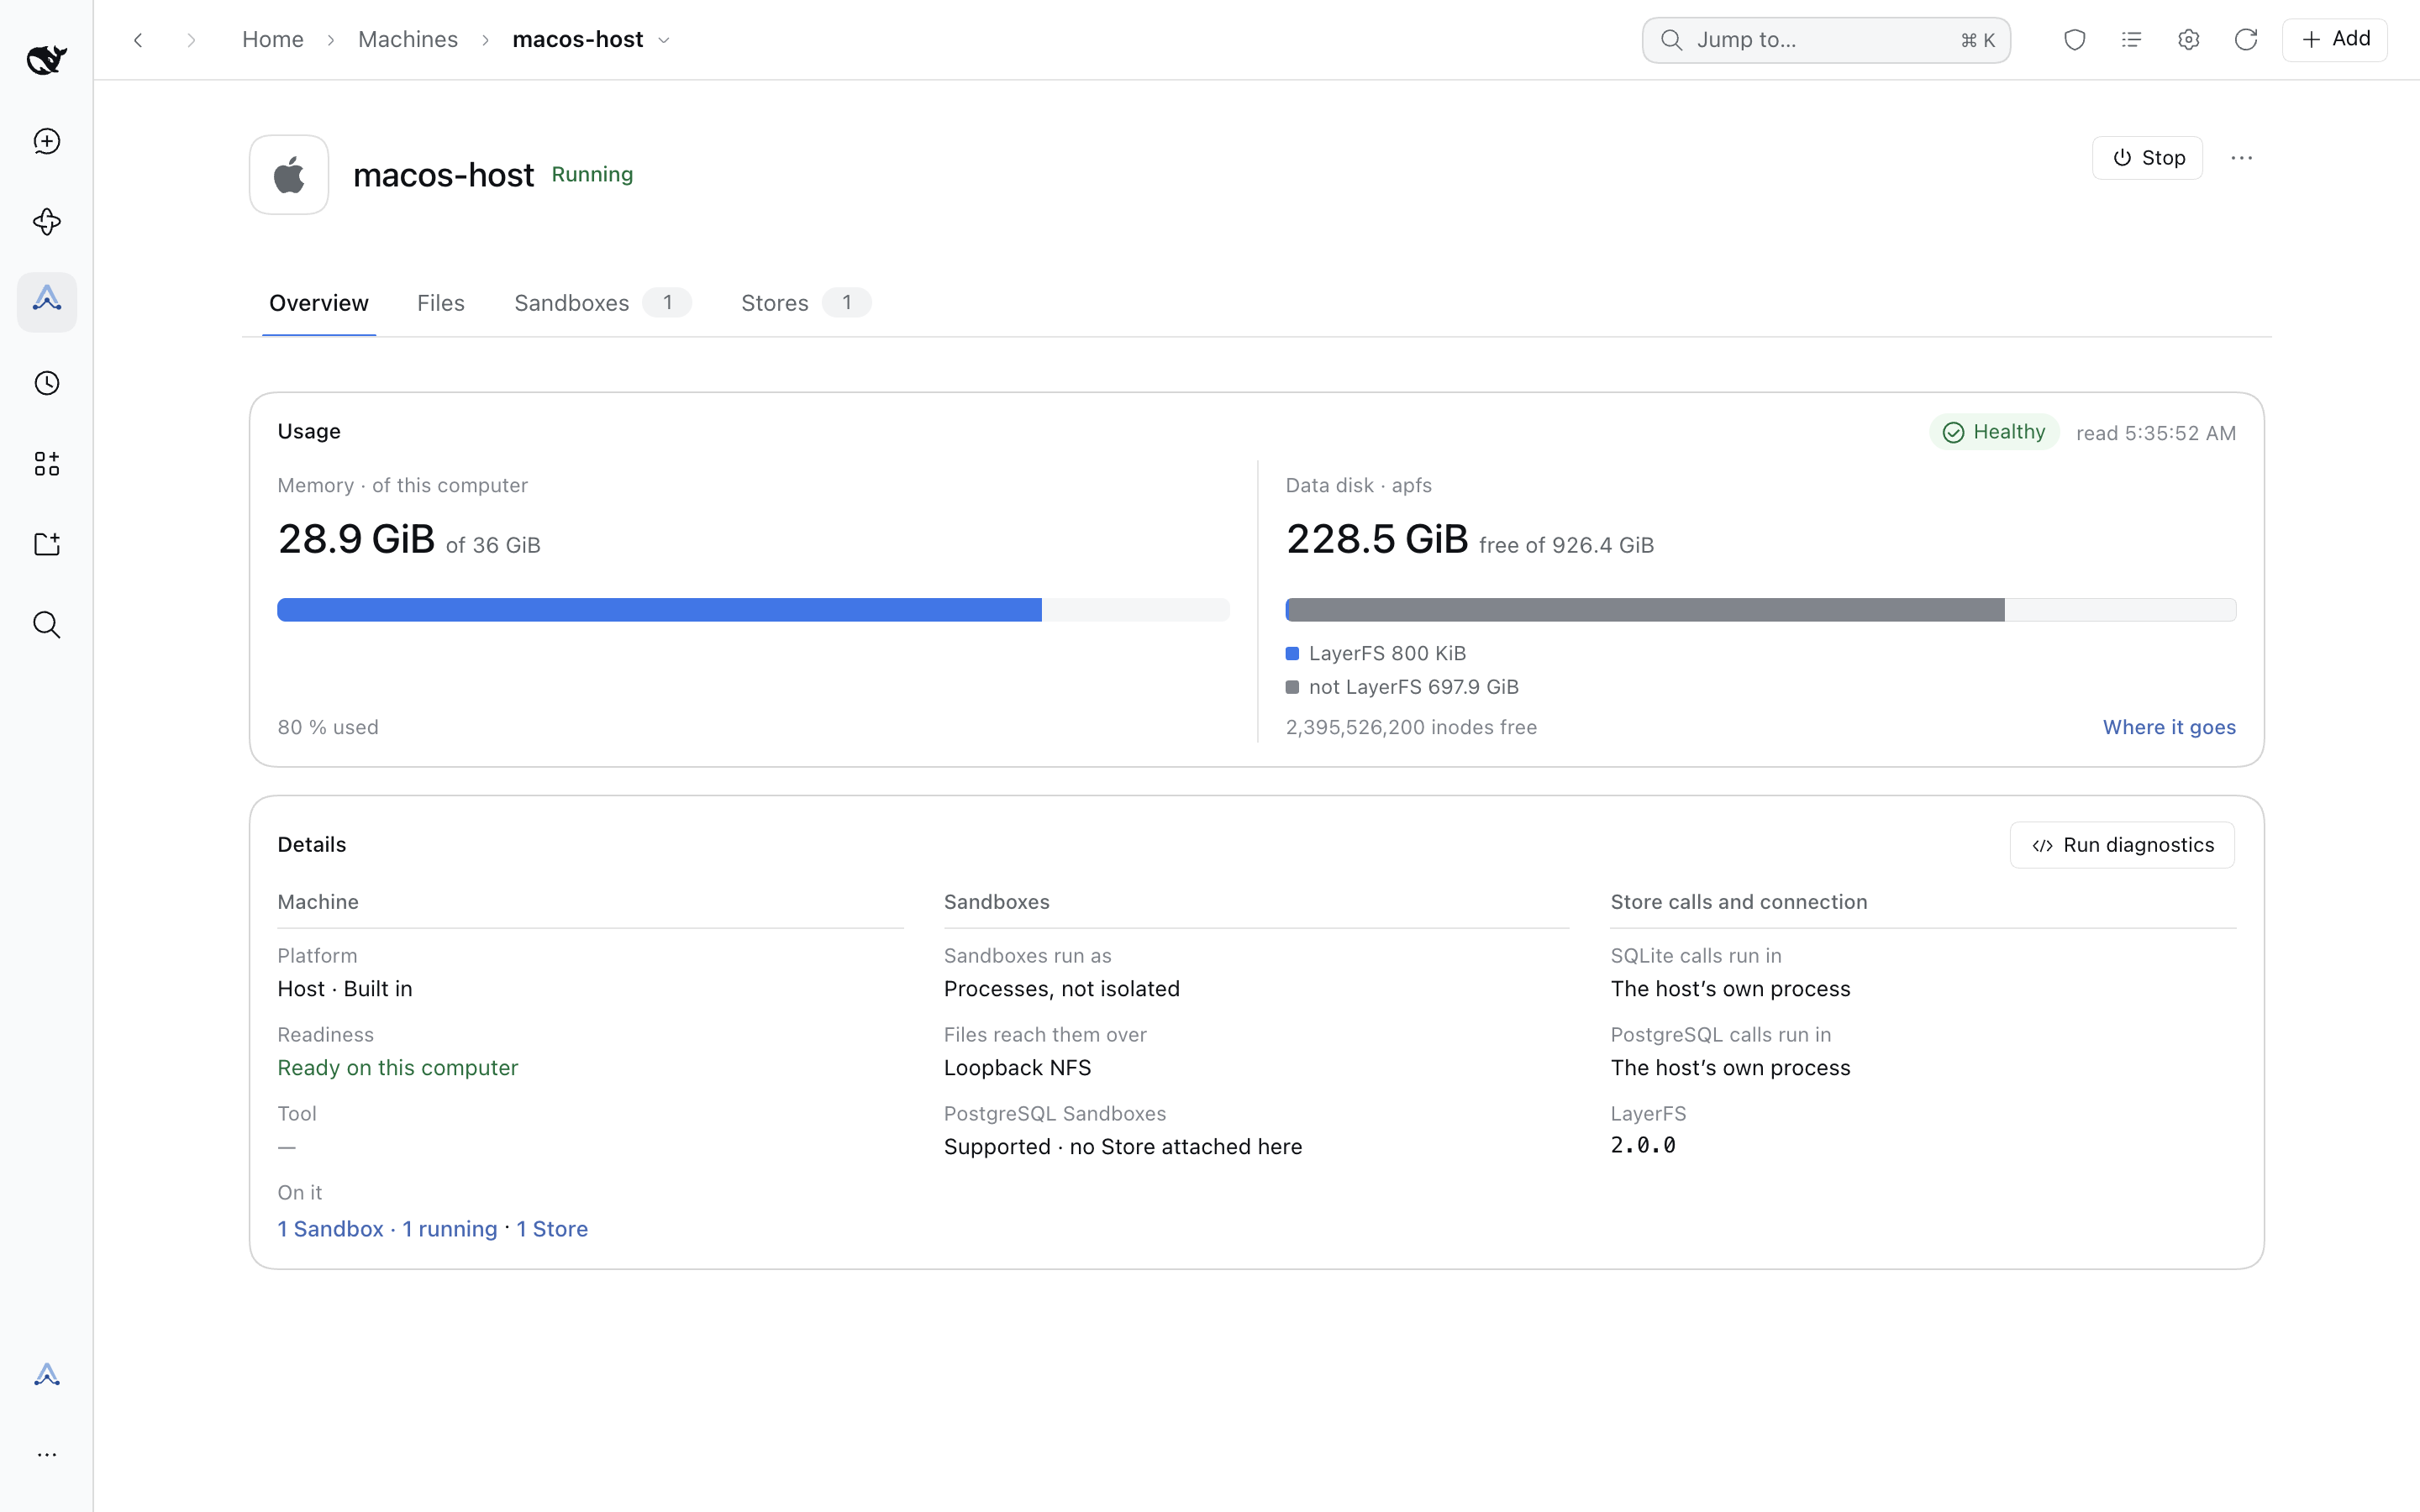 Home > Machines > macos-host
Jump to... ⌘ K
+ Add
macos-host Running
Stop
Overview Files Sandboxes 1 Stores 1
Usage
Healthy read 5:35:52 AM
Memory · of this computer
28.9 GiB of 36 GiB
80 % used
Data disk · apfs
228.5 GiB free of 926.4 GiB
LayerFS 800 KiB
not LayerFS 697.9 GiB
2,395,526,200 inodes free
Where it goes
Details
</> Run diagnostics
Machine
Platform
Host · Built in
Readiness
Ready on this computer
Tool
—
On it
1 Sandbox · 1 running · 1 Store
Sandboxes
Sandboxes run as
Processes, not isolated
Files reach them over
Loopback NFS
PostgreSQL Sandboxes
Supported · no Store attached here
Store calls and connection
SQLite calls run in
The host’s own process
PostgreSQL calls run in
The host’s own process
LayerFS
2.0.0